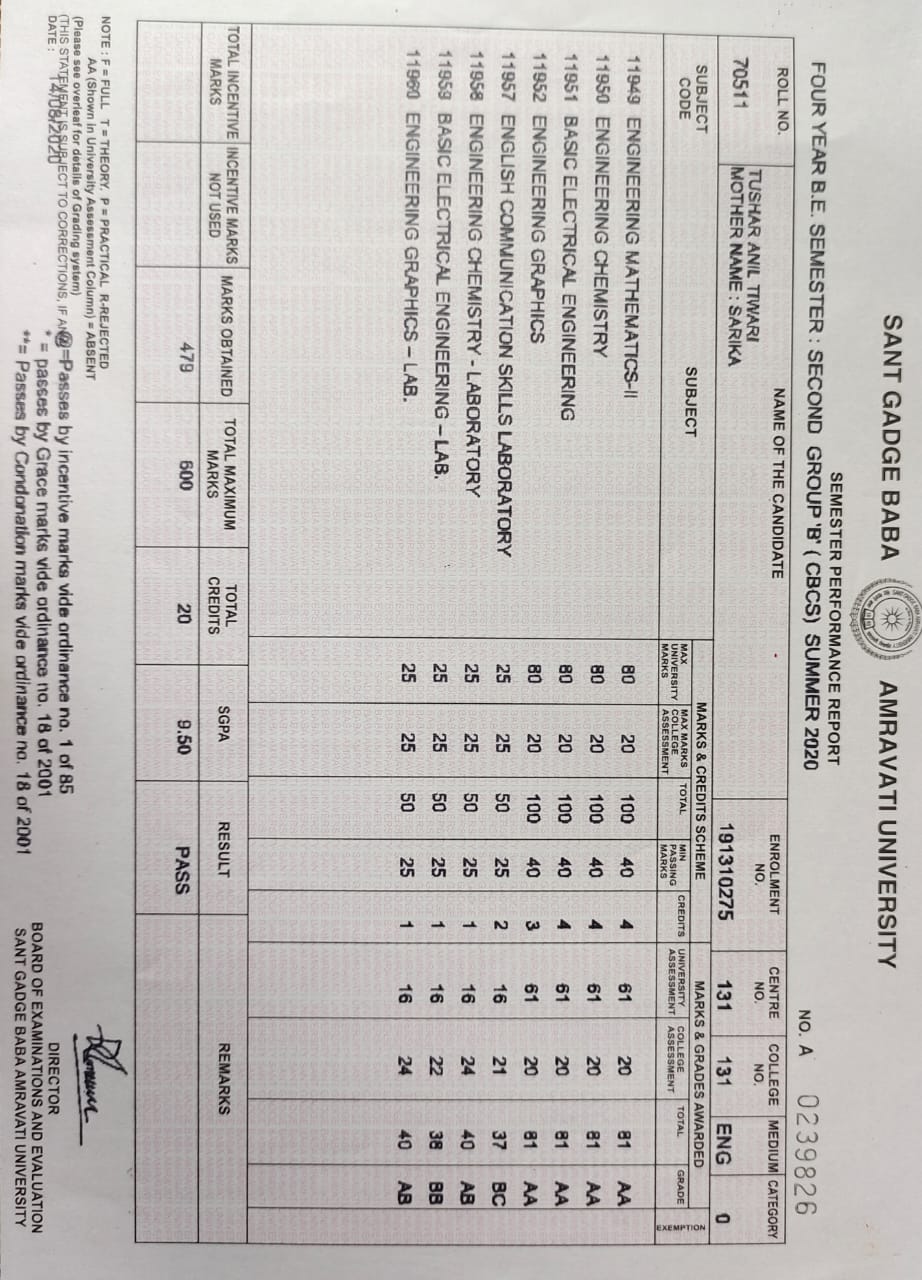 SANT GADGE BABA AMRAVATI UNIVERSITY
SEMESTER PERFORMANCE REPORT
FOUR YEAR B.E. SEMESTER : SECOND GROUP 'B' ( CBCS) SUMMER 2020
NO. A 0239826
ROLL NO. NAME OF THE CANDIDATE ENROLMENT NO. CENTRE NO. COLLEGE NO. MEDIUM CATEGORY
70511 TUSHAR ANIL TIWARI
MOTHER NAME : SARIKA 191310275 131 131 ENG 0
SUBJECT CODE SUBJECT MARKS & CREDITS SCHEME MARKS & GRADES AWARDED EXEMPTION
MAX UNIVERSITY MARKS MAX MARKS COLLEGE ASSESSMENT TOTAL MIN PASSING MARKS CREDITS UNIVERSITY ASSESSMENT COLLEGE ASSESSMENT TOTAL GRADE
11949 ENGINEERING MATHEMATICS-II 80 20 100 40 4 61 20 81 AA
11950 ENGINEERING CHEMISTRY 80 20 100 40 4 61 20 81 AA
11951 BASIC ELECTRICAL ENGINEERING 80 20 100 40 4 61 20 81 AA
11952 ENGINEERING GRAPHICS 80 20 100 40 3 61 20 81 AA
11957 ENGLISH COMMUNICATION SKILLS LABORATORY 25 25 50 25 2 16 21 37 BC
11958 ENGINEERING CHEMISTRY - LABORATORY 25 25 50 25 1 16 24 40 AB
11959 BASIC ELECTRICAL ENGINEERING – LAB. 25 25 50 25 1 16 22 38 BB
11960 ENGINEERING GRAPHICS – LAB. 25 25 50 25 1 16 24 40 AB
TOTAL INCENTIVE MARKS INCENTIVE MARKS NOT USED MARKS OBTAINED TOTAL MAXIMUM MARKS TOTAL CREDITS SGPA RESULT REMARKS
479 600 20 9.50 PASS
NOTE : F = FULL T = THEORY. P = PRACTICAL R-REJECTED
AA (Shown in University Assessment Column) = ABSENT
(Please see overleaf for details of Grading system)
(THIS STATEMENT IS SUBJECT TO CORRECTIONS, IF
DATE : 14/08/2020
@=Passes by incentive marks vide ordinance no. 1 of 85
* = passes by Grace marks vide ordinance no. 18 of 2001
**= Passes by Condonation marks vide ordinance no. 18 of 2001
DIRECTOR
BOARD OF EXAMINATIONS AND EVALUATION
SANT GADGE BABA AMRAVATI UNIVERSITY